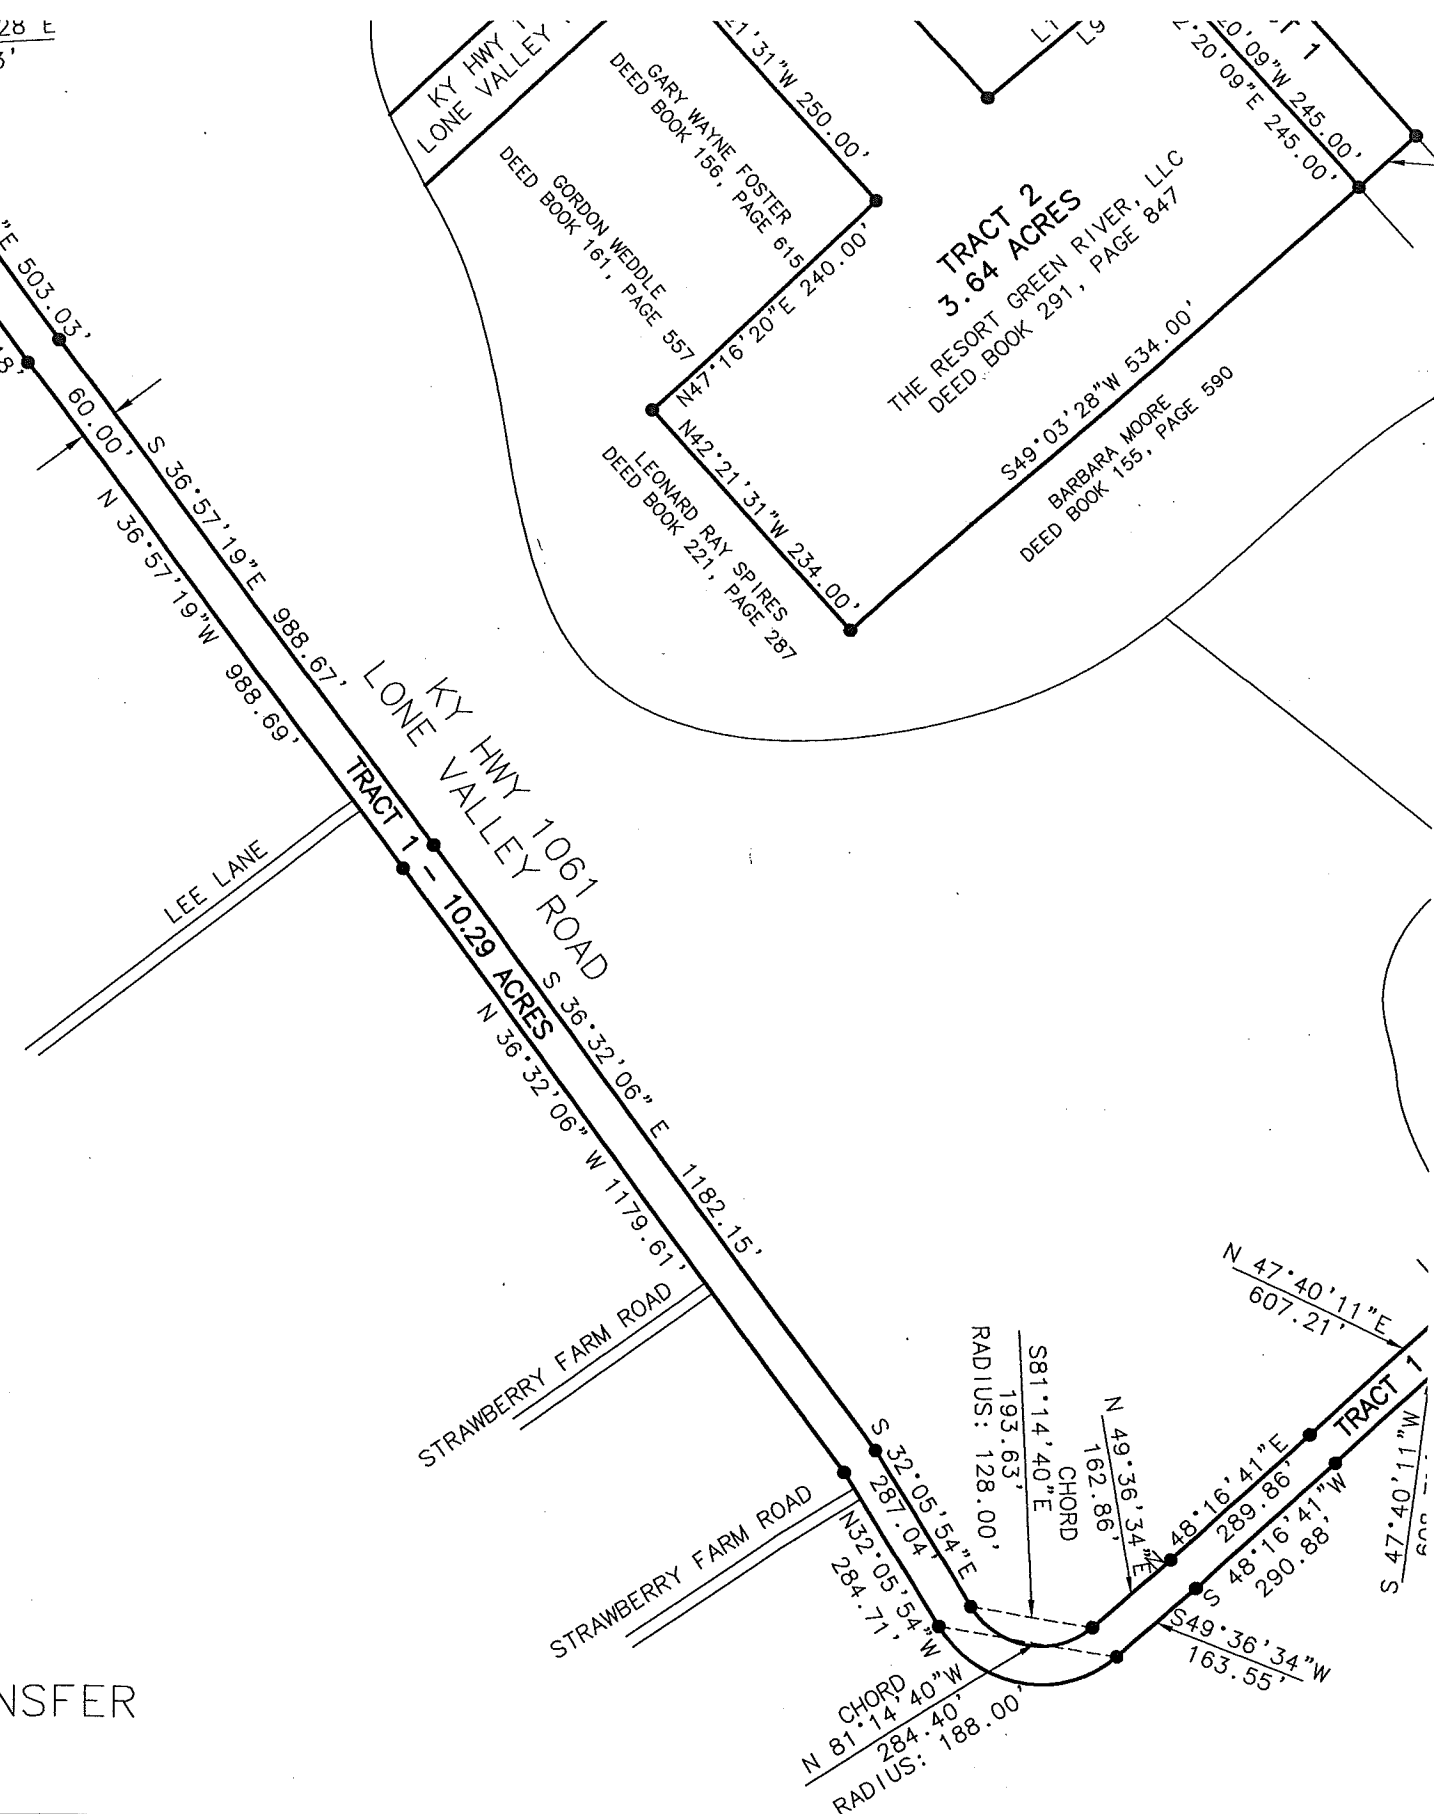 28 E
KY HWY
LONE VALLEY
GARY WAYNE FOSTER
DEED BOOK 156, PAGE 615
GORDON WEDDLE
DEED BOOK 161, PAGE 557
21'31"W 250.00'
N47°16'20"E 240.00'
TRACT 2
3.64 ACRES
THE RESORT GREEN RIVER, LLC
DEED BOOK 291, PAGE 847
L9
20'09"W 245.00'
2°20'09"E 245.00'
S49°03'28"W 534.00'
BARBARA MOORE
DEED BOOK 155, PAGE 590
N42°21'31"W 234.00'
LEONARD RAY SPIRES
DEED BOOK 221, PAGE 287
"E 503.03'
60.00'
S 36°57'19"E 988.67'
N 36°57'19"W 988.69'
KY HWY 1061
LONE VALLEY ROAD
TRACT 1 - 10.29 ACRES
LEE LANE
S 36°32'06" E 1182.15'
N 36°32'06" W 1179.61'
STRAWBERRY FARM ROAD
STRAWBERRY FARM ROAD
S 32°05'54"E
287.04'
N32°05'54"W
284.71'
CHORD
S81°14'40"E
193.63'
RADIUS: 128.00'
N 49°36'34"E
162.86'
N 48°16'41"E
289.86'
N 47°40'11"E
607.21'
TRACT 1
S 48°16'41"W
290.88'
S 47°40'11"W
S49°36'34"W
163.55'
CHORD
N 81°14'40"W
284.40'
RADIUS: 188.00'
NSFER